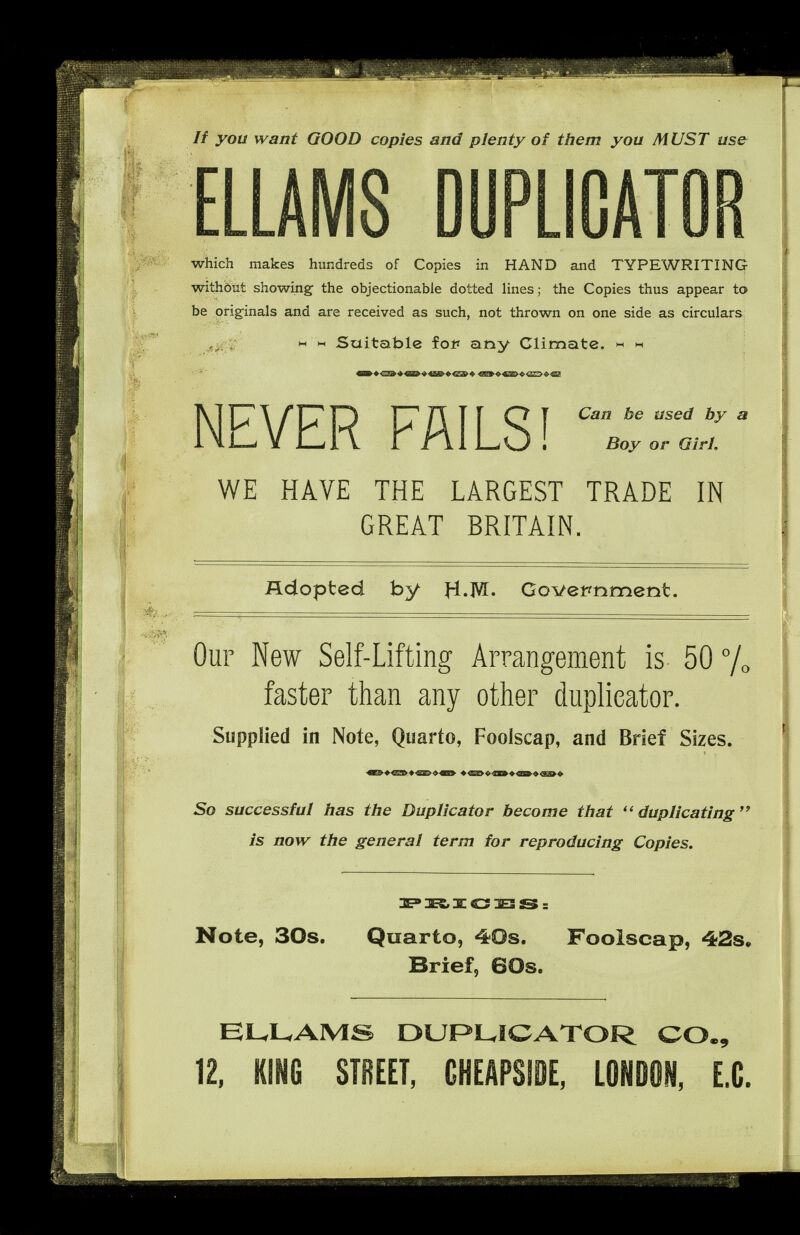 If you want GOOD copies and plenty of them you MUST use
ELLAMS DUPLICATOR
which makes hundreds of Copies in HAND and TYPEWRITING
without showing the objectionable dotted lines; the Copies thus appear to
be originals and are received as such, not thrown on one side as circulars
Suitable for any Climate.
NEVER FAILS! Can be used by a
Boy or Girl.
WE HAVE THE LARGEST TRADE IN
GREAT BRITAIN.
Adopted by H.M. Government.
Our New Self-Lifting Arrangement is 50 %
faster than any other duplicator.
Supplied in Note, Quarto, Foolscap, and Brief Sizes.
So successful has the Duplicator become that “duplicating”
is now the general term for reproducing Copies.
PRICES:
Note, 30s. Quarto, 40s. Foolscap, 42s.
Brief, 60s.
ELLAMS DUPLICATOR CO.,
12, KING STREET, CHEAPSIDE, LONDON, E.C.